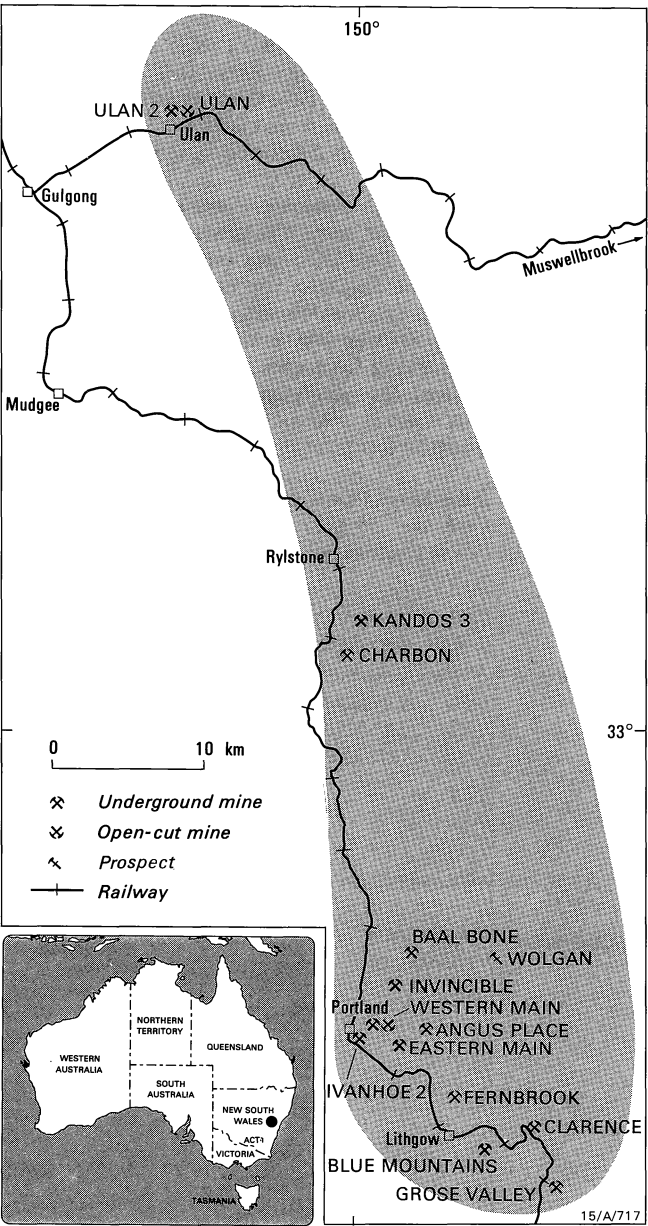 150°
ULAN 2 ULAN
Ulan
Gulgong
Muswellbrook
Mudgee
Rylstone
KANDOS 3
CHARBON
33°
0 10 km
Underground mine
Open-cut mine
Prospect
Railway
BAAL BONE
WOLGAN
INVINCIBLE
Portland
WESTERN MAIN
ANGUS PLACE
EASTERN MAIN
IVANHOE 2
FERNBROOK
CLARENCE
Lithgow
BLUE MOUNTAINS
GROSE VALLEY
15/A/717
NORTHERN
TERRITORY
WESTERN
AUSTRALIA
QUEENSLAND
SOUTH
AUSTRALIA
NEW SOUTH
WALES
ACT
VICTORIA
TASMANIA